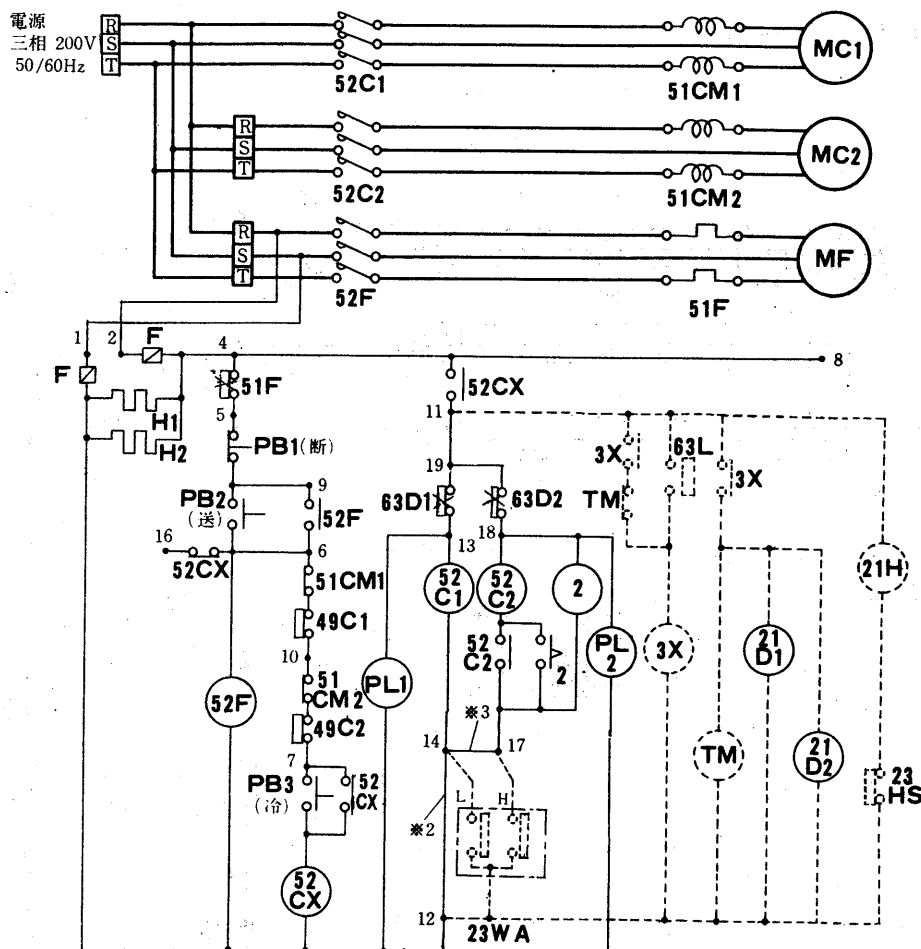 電源
三相 200V
50/60Hz
R
S
T
52C1
51CM1
MC1
R
S
T
52C2
51CM2
MC2
R
S
T
52F
51F
MF
1
2
F
4
8
F
51F
52CX
H1
H2
5
11
PB1(断)
3X
63L
3X
19
9
PB2
(送)
52F
63D1
63D2
TM
16
52CX
6
13
18
51CM1
52
C1
52
C2
2
21H
49C1
10
52
C2
2
PL
2
3X
21
D1
51
CM2
PL1
52F
49C2
※3
14
17
TM
21
D2
7
PB3
(冷)
52
CX
L
H
23
HS
※2
52
CX
12
23WA